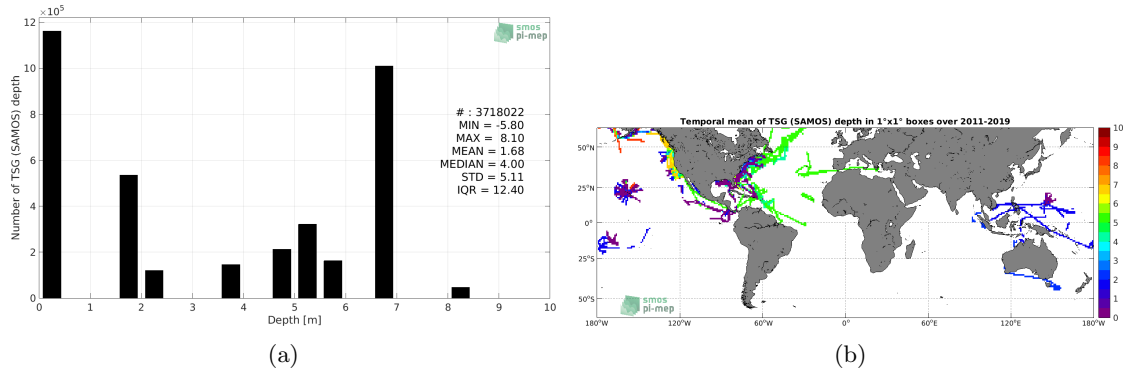 ×10⁵
12
10
8
6
4
2
0
Number of TSG (SAMOS) depth
smos
pi-mep
# : 3718022
MIN = -5.80
MAX = 8.10
MEAN = 1.68
MEDIAN = 4.00
STD = 5.11
IQR = 12.40
0 1 2 3 4 5 6 7 8 9 10
Depth [m]
(a)
Temporal mean of TSG (SAMOS) depth in 1°x1° boxes over 2011-2019
50°N
25°N
0°
25°S
50°S
smos
pi-mep
180°W 120°W 60°W 0° 60°E 120°E 180°W
10
9
8
7
6
5
4
3
2
1
0
(b)